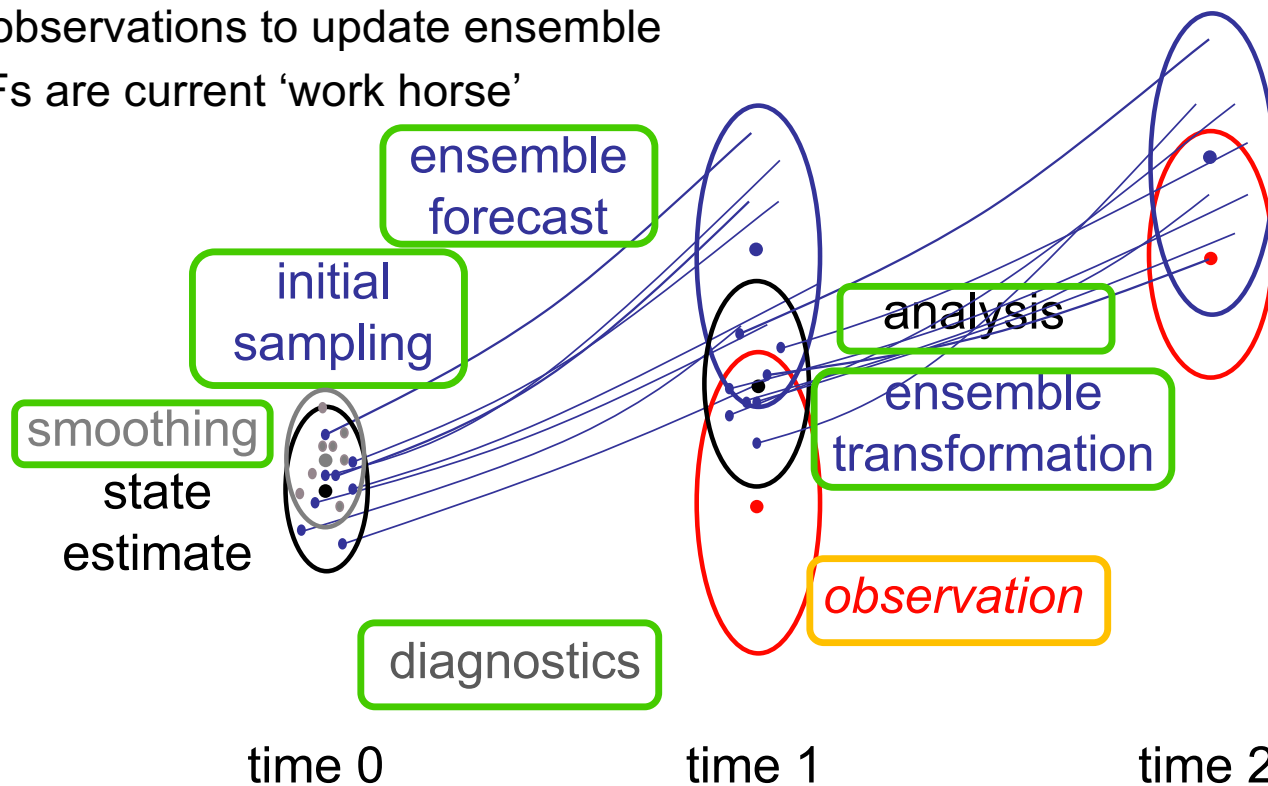 observations to update ensemble
Fs are current ‘work horse’
ensemble
forecast
initial
sampling
analysis
smoothing
ensemble
transformation
state
estimate
observation
diagnostics
time 0
time 1
time 2